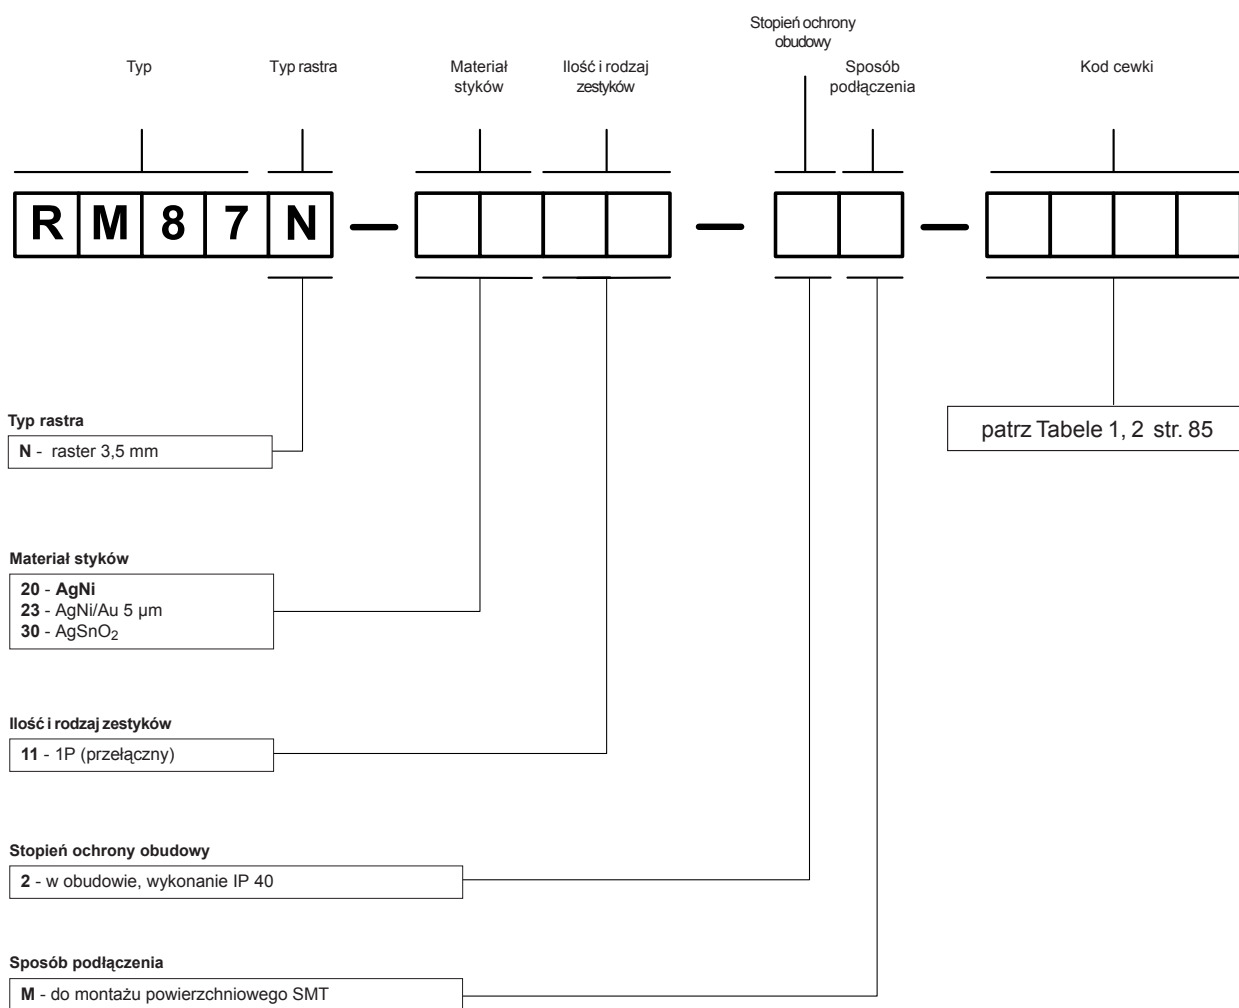 Stopień ochrony
obudowy
Typ
Typ rastra
Materiał
styków
Ilość i rodzaj
zestyków
Sposób
podłączenia
Kod cewki
R M 8 7 N — — —
Typ rastra
N - raster 3,5 mm
patrz Tabele 1, 2 str. 85
Materiał styków
20 - AgNi
23 - AgNi/Au 5 µm
30 - AgSnO2
Ilość i rodzaj zestyków
11 - 1P (przełączny)
Stopień ochrony obudowy
2 - w obudowie, wykonanie IP 40
Sposób podłączenia
M - do montażu powierzchniowego SMT